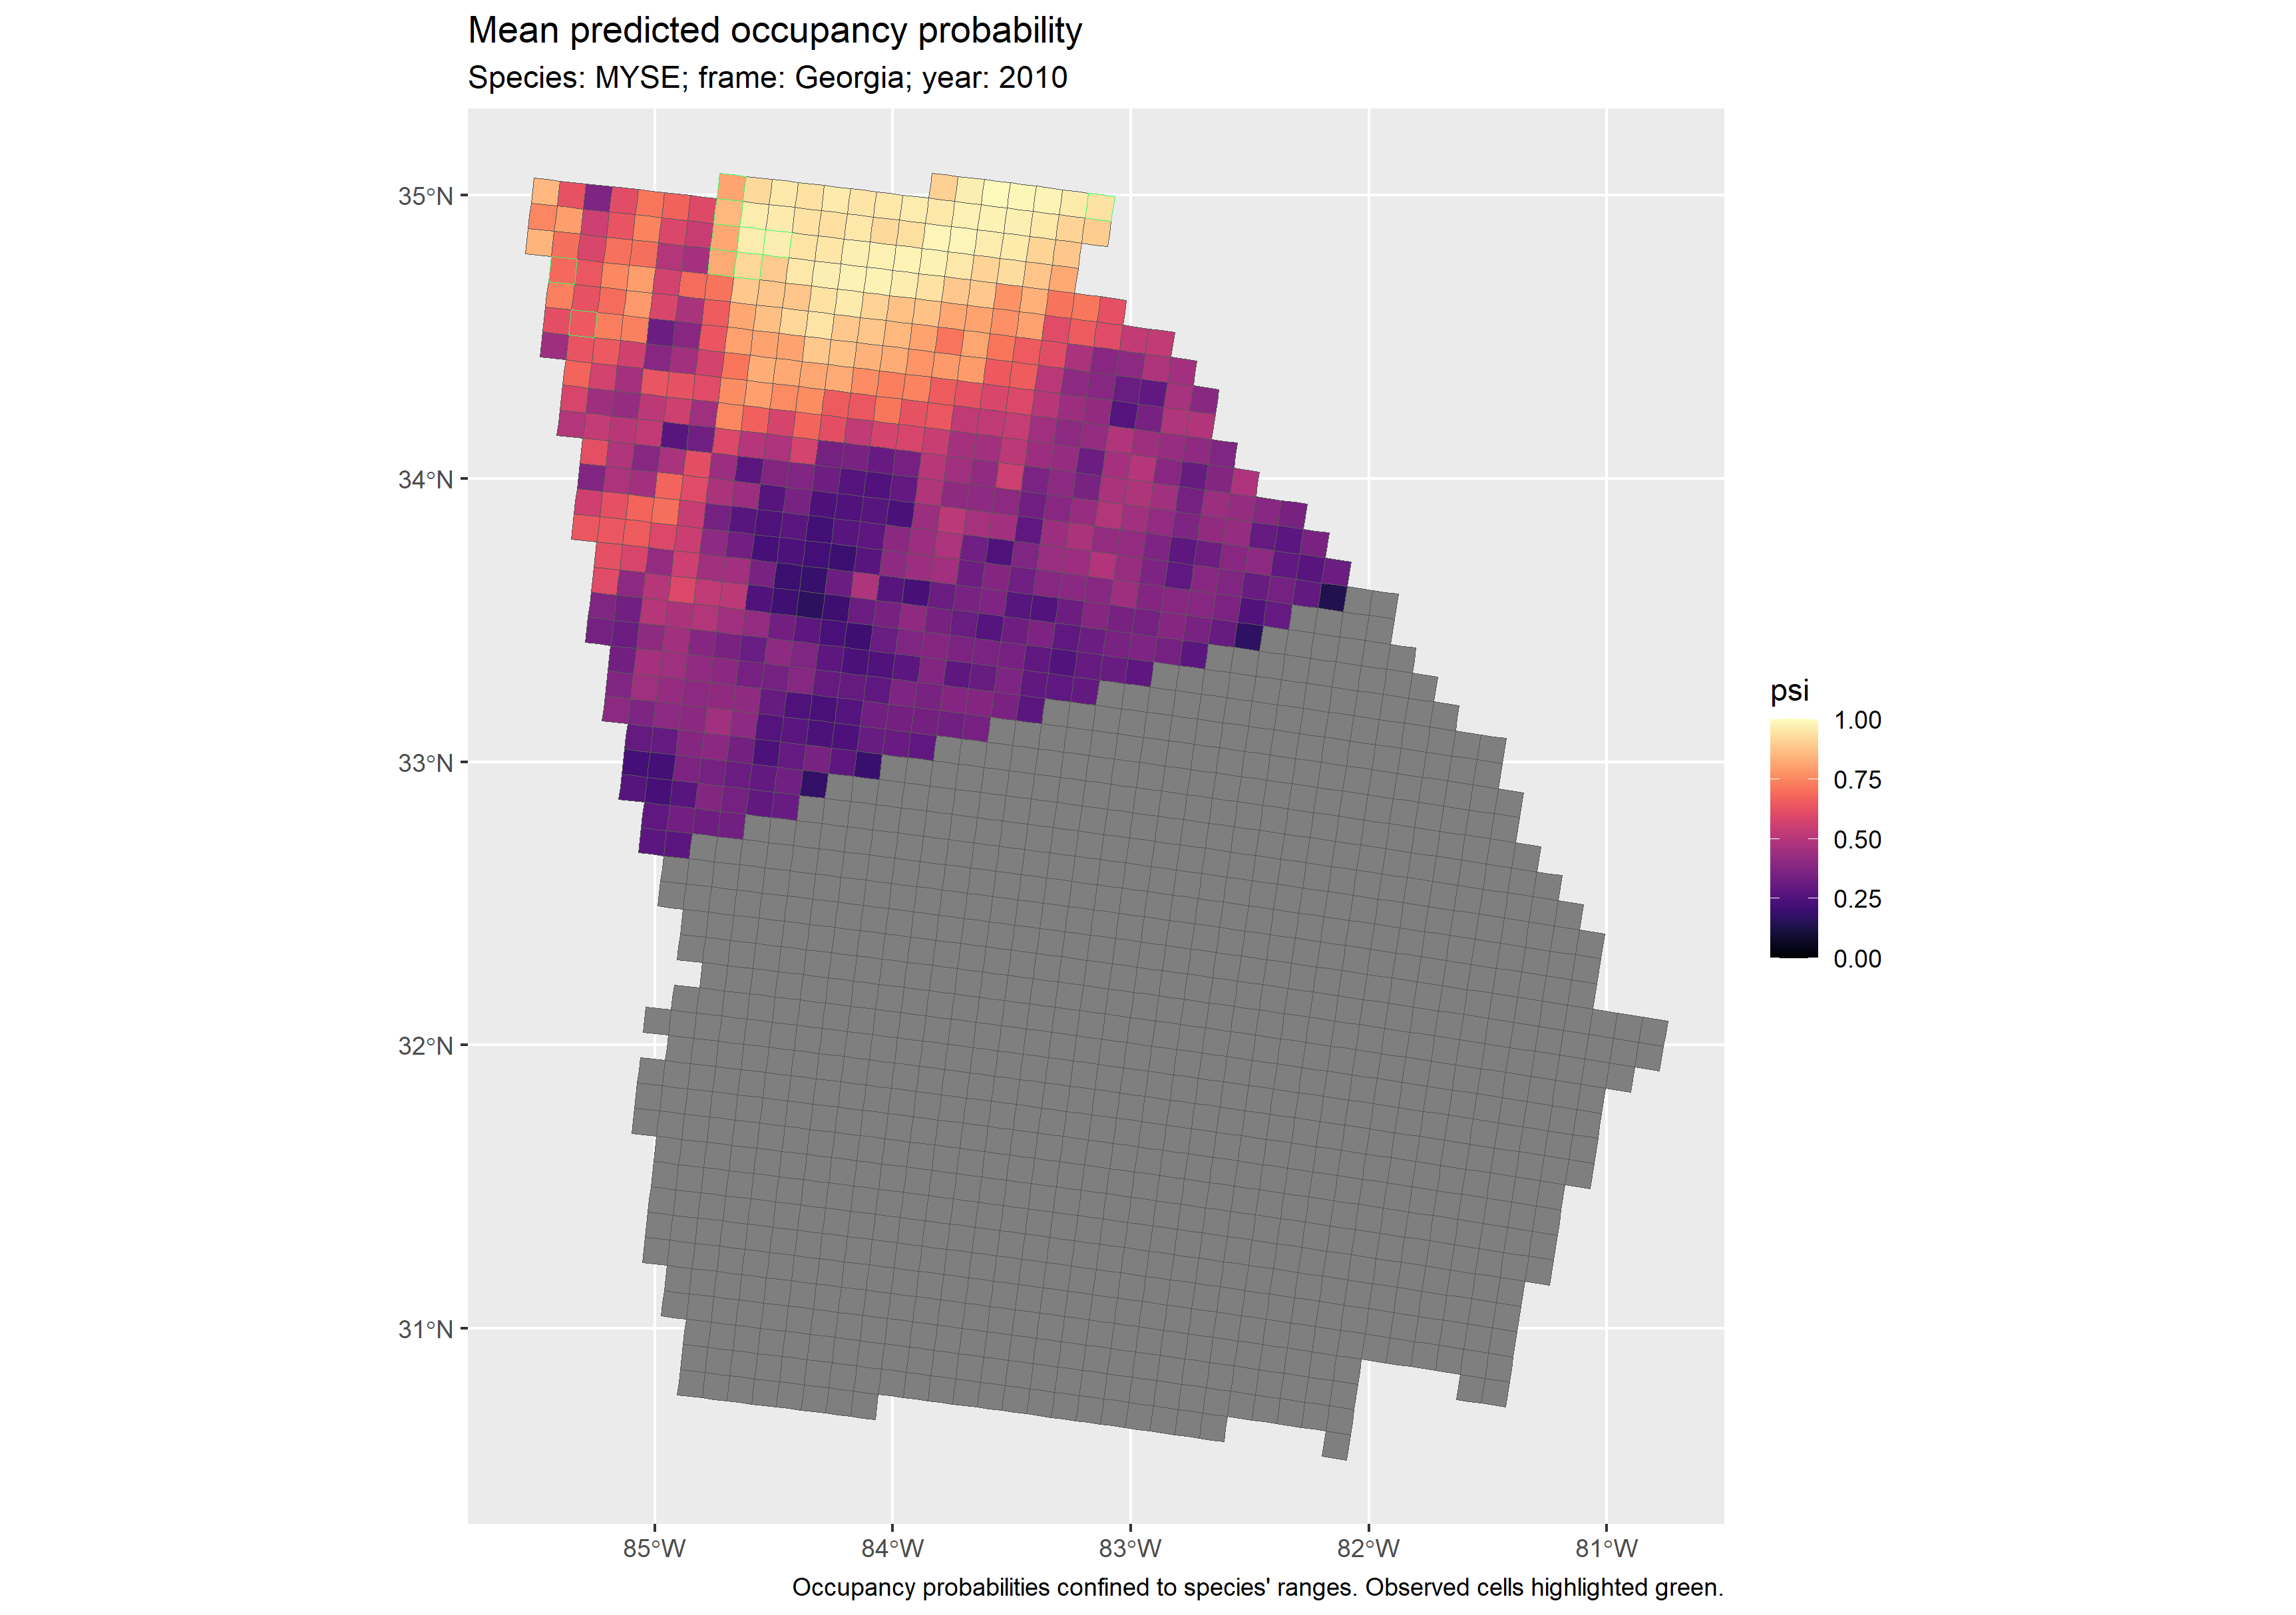 Mean predicted occupancy probability
Species: MYSE; frame: Georgia; year: 2010
35°N
34°N
33°N
32°N
31°N
85°W
84°W
83°W
82°W
81°W
psi
1.00
0.75
0.50
0.25
0.00
Occupancy probabilities confined to species' ranges. Observed cells highlighted green.